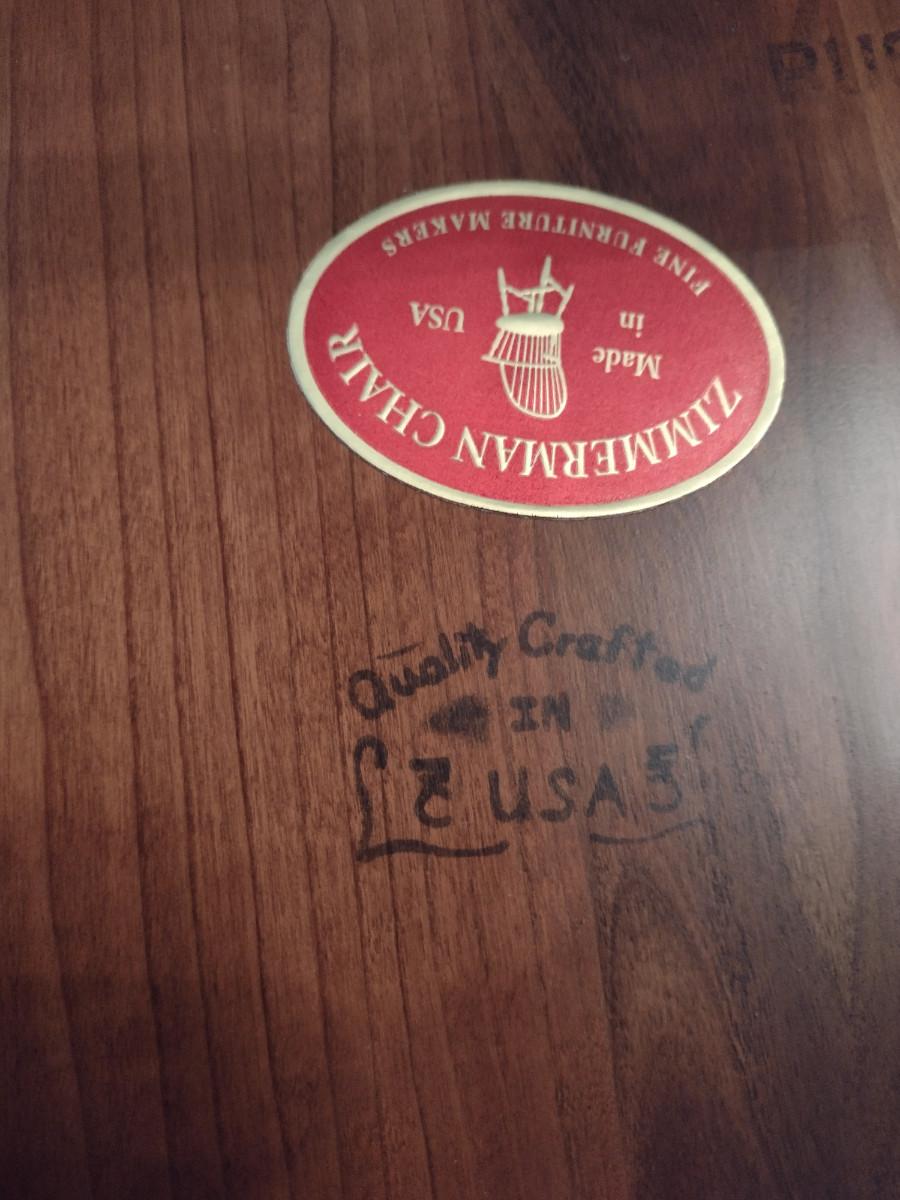 ZIMMERMAN CHAIR
Made
in
USA
FINE FURNITURE MAKERS
Quality Crafted
IN
USA